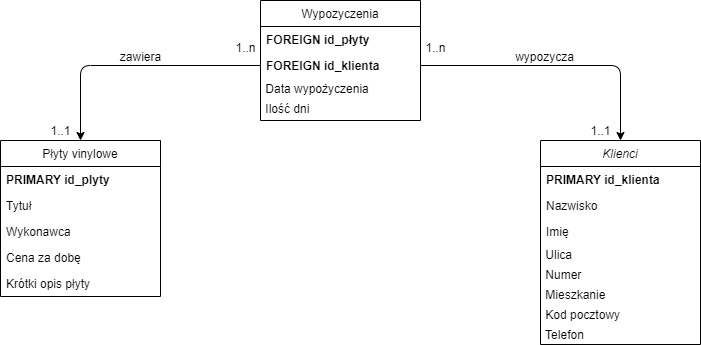 Wypozyczenia
FOREIGN id_płyty
FOREIGN id_klienta
Data wypożyczenia
Ilość dni
1..n
zawiera
1..1
1..n
wypozycza
1..1
Płyty vinylowe
PRIMARY id_plyty
Tytuł
Wykonawca
Cena za dobę
Krótki opis płyty
Klienci
PRIMARY id_klienta
Nazwisko
Imię
Ulica
Numer
Mieszkanie
Kod pocztowy
Telefon